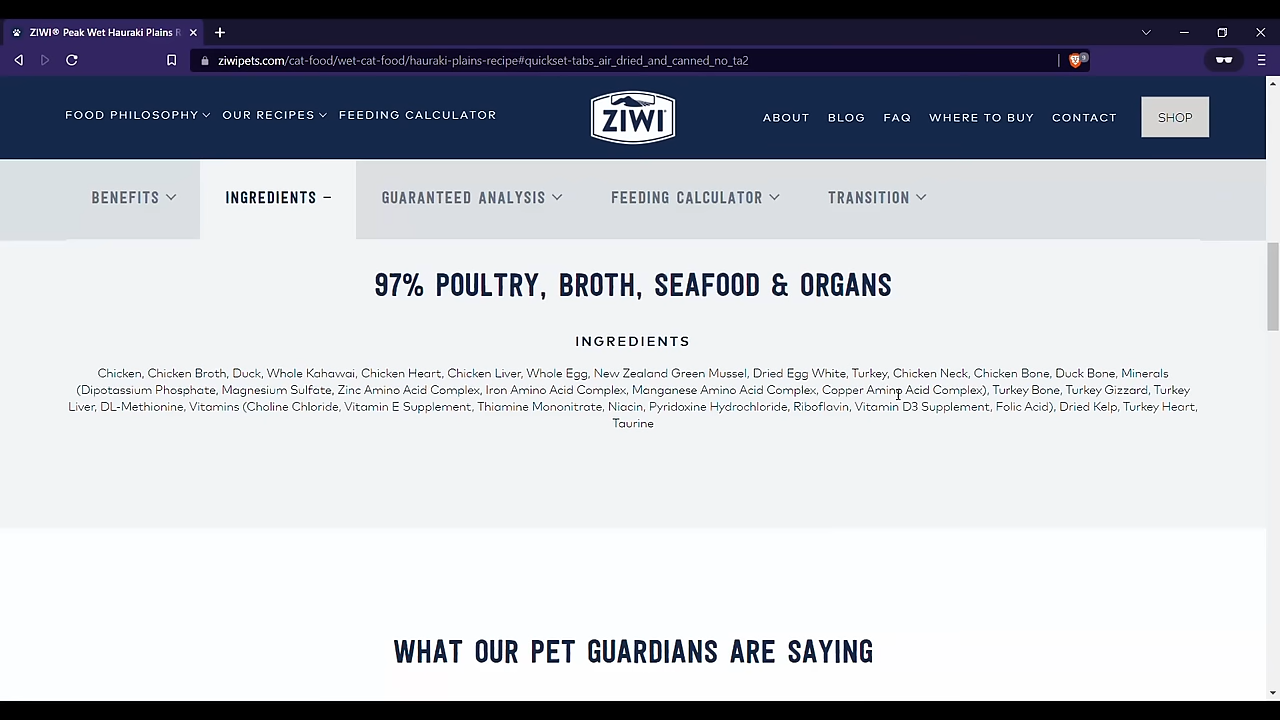 ZIWI® Peak Wet Hauraki Plains R
ziwipets.com/cat-food/wet-cat-food/hauraki-plains-recipe#quickset-tabs_air_dried_and_canned_no_ta2
9
FOOD PHILOSOPHY
OUR RECIPES
FEEDING CALCULATOR
ZIWI
ABOUT
BLOG
FAQ
WHERE TO BUY
CONTACT
SHOP
BENEFITS
INGREDIENTS –
GUARANTEED ANALYSIS
FEEDING CALCULATOR
TRANSITION
97% POULTRY, BROTH, SEAFOOD & ORGANS
INGREDIENTS
Chicken, Chicken Broth, Duck, Whole Kahawai, Chicken Heart, Chicken Liver, Whole Egg, New Zealand Green Mussel, Dried Egg White, Turkey, Chicken Neck, Chicken Bone, Duck Bone, Minerals
(Dipotassium Phosphate, Magnesium Sulfate, Zinc Amino Acid Complex, Iron Amino Acid Complex, Manganese Amino Acid Complex, Copper Amino Acid Complex), Turkey Bone, Turkey Gizzard, Turkey
Liver, DL-Methionine, Vitamins (Choline Chloride, Vitamin E Supplement, Thiamine Mononitrate, Niacin, Pyridoxine Hydrochloride, Riboflavin, Vitamin D3 Supplement, Folic Acid), Dried Kelp, Turkey Heart,
Taurine
WHAT OUR PET GUARDIANS ARE SAYING